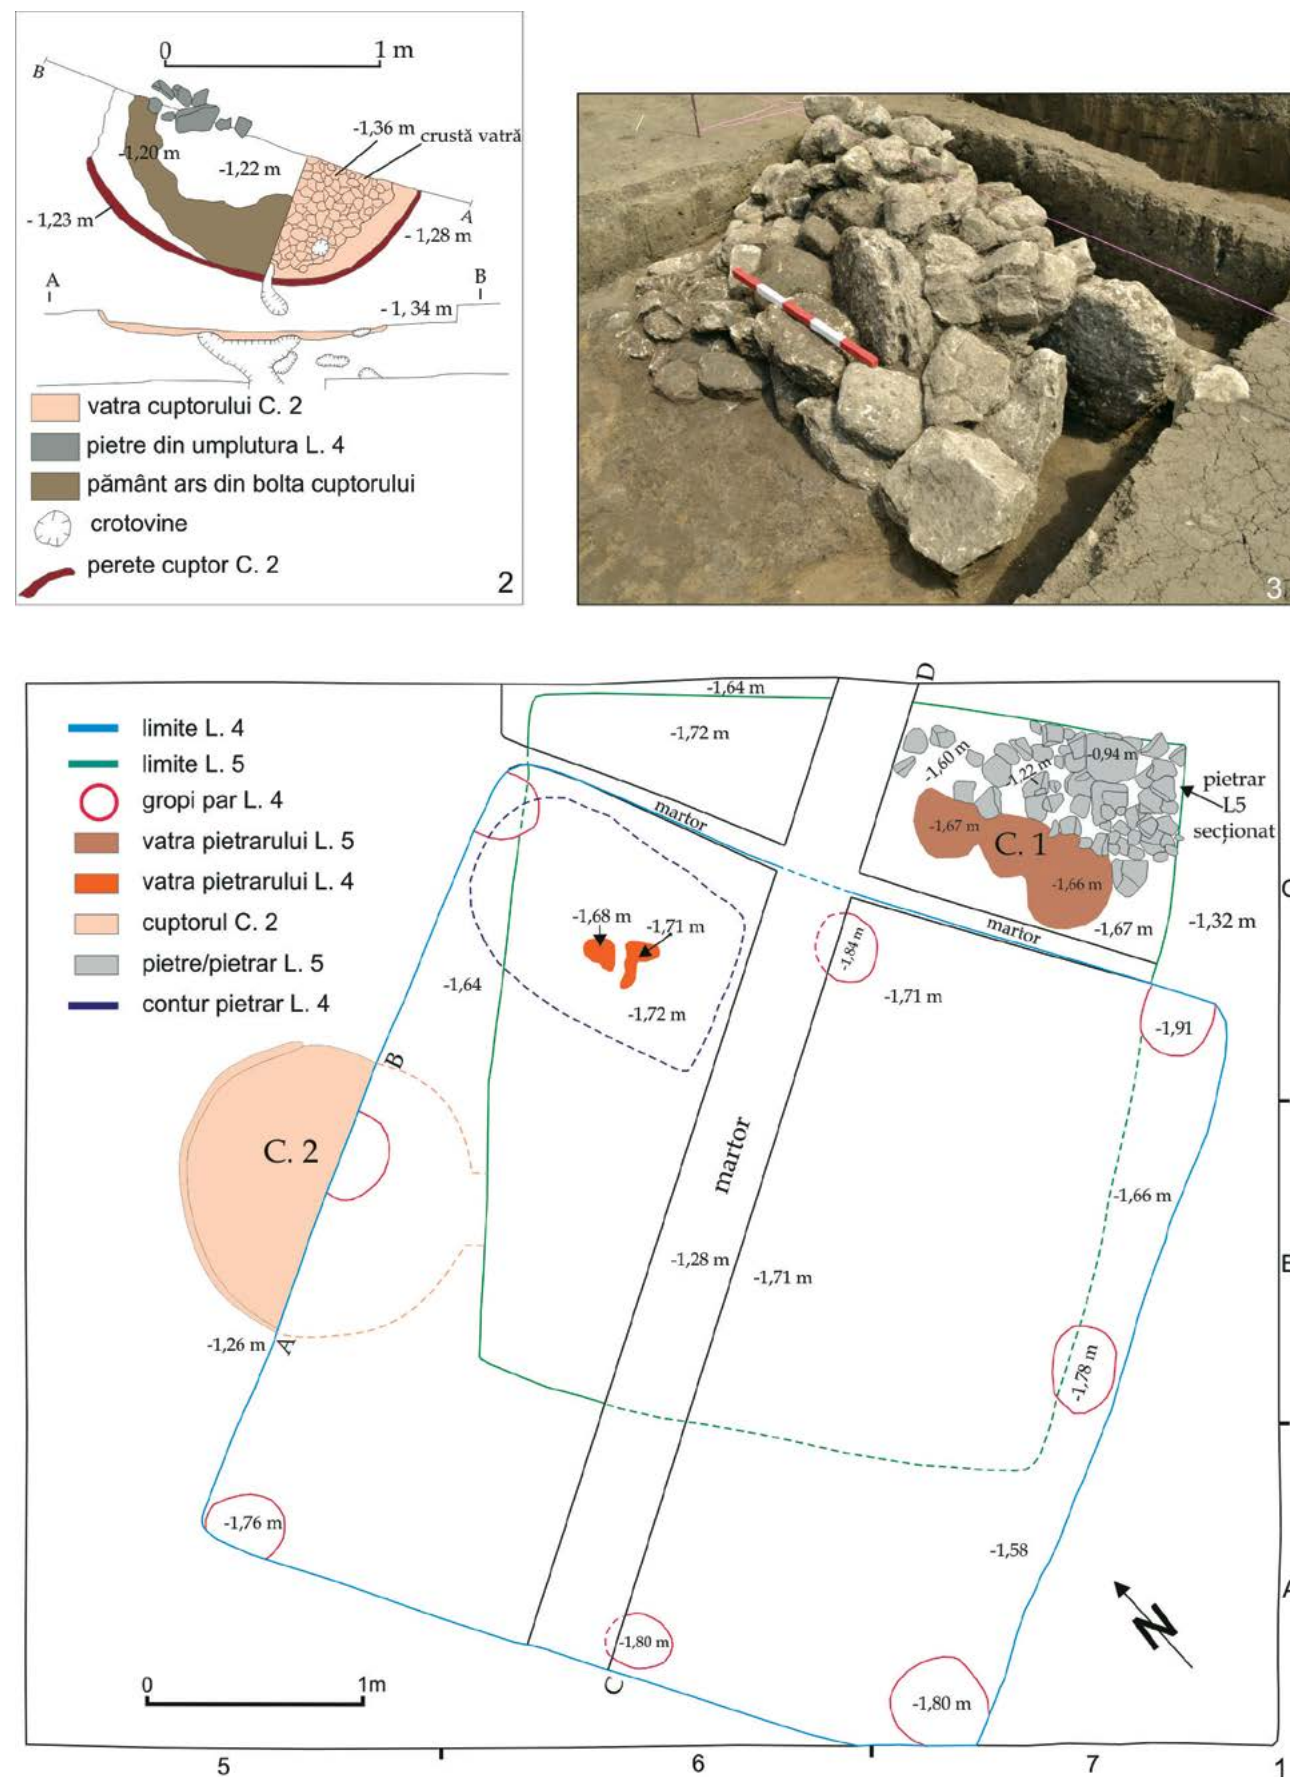 0 1 m
B
-1,36 m
crustă vatră
-1,20 m
-1,22 m
- 1,23 m
A
- 1,28 m
A B
- 1, 34 m
vatra cuptorului C. 2
pietre din umplutura L. 4
pământ ars din bolta cuptorului
crotovine
perete cuptor C. 2
2
3
limite L. 4
limite L. 5
gropi par L. 4
vatra pietrarului L. 5
vatra pietrarului L. 4
cuptorul C. 2
pietre/pietrar L. 5
contur pietrar L. 4
D
-1,64 m
-1,72 m
-1,60 m
-1,22 m
-0,94 m
pietrar
L5
secționat
martor
-1,67 m
C. 1
-1,66 m
martor
-1,67 m
-1,32 m
-1,68 m
-1,71 m
-1,84 m
-1,64
-1,72 m
-1,71 m
-1,91
B
C. 2
martor
-1,66 m
-1,28 m
-1,71 m
-1,26 m
A
-1,78 m
-1,76 m
-1,58
N
-1,80 m
C
-1,80 m
0 1m
5 6 7 1